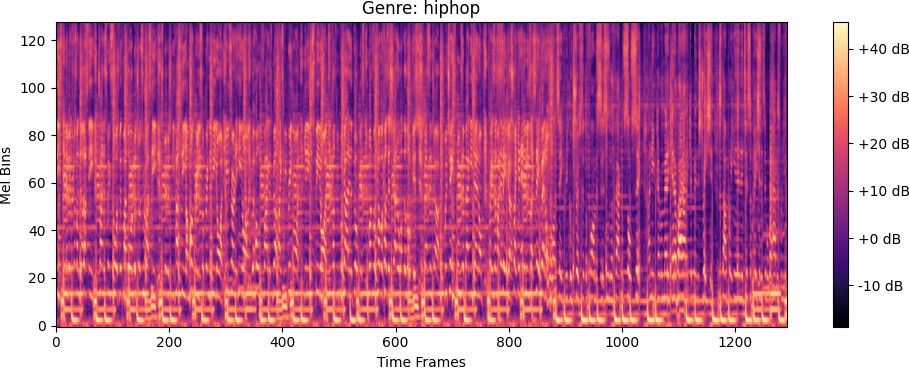 Genre: hiphop
Mel Bins
120
100
80
60
40
20
0
0 200 400 600 800 1000 1200
Time Frames
+40 dB
+30 dB
+20 dB
+10 dB
+0 dB
-10 dB